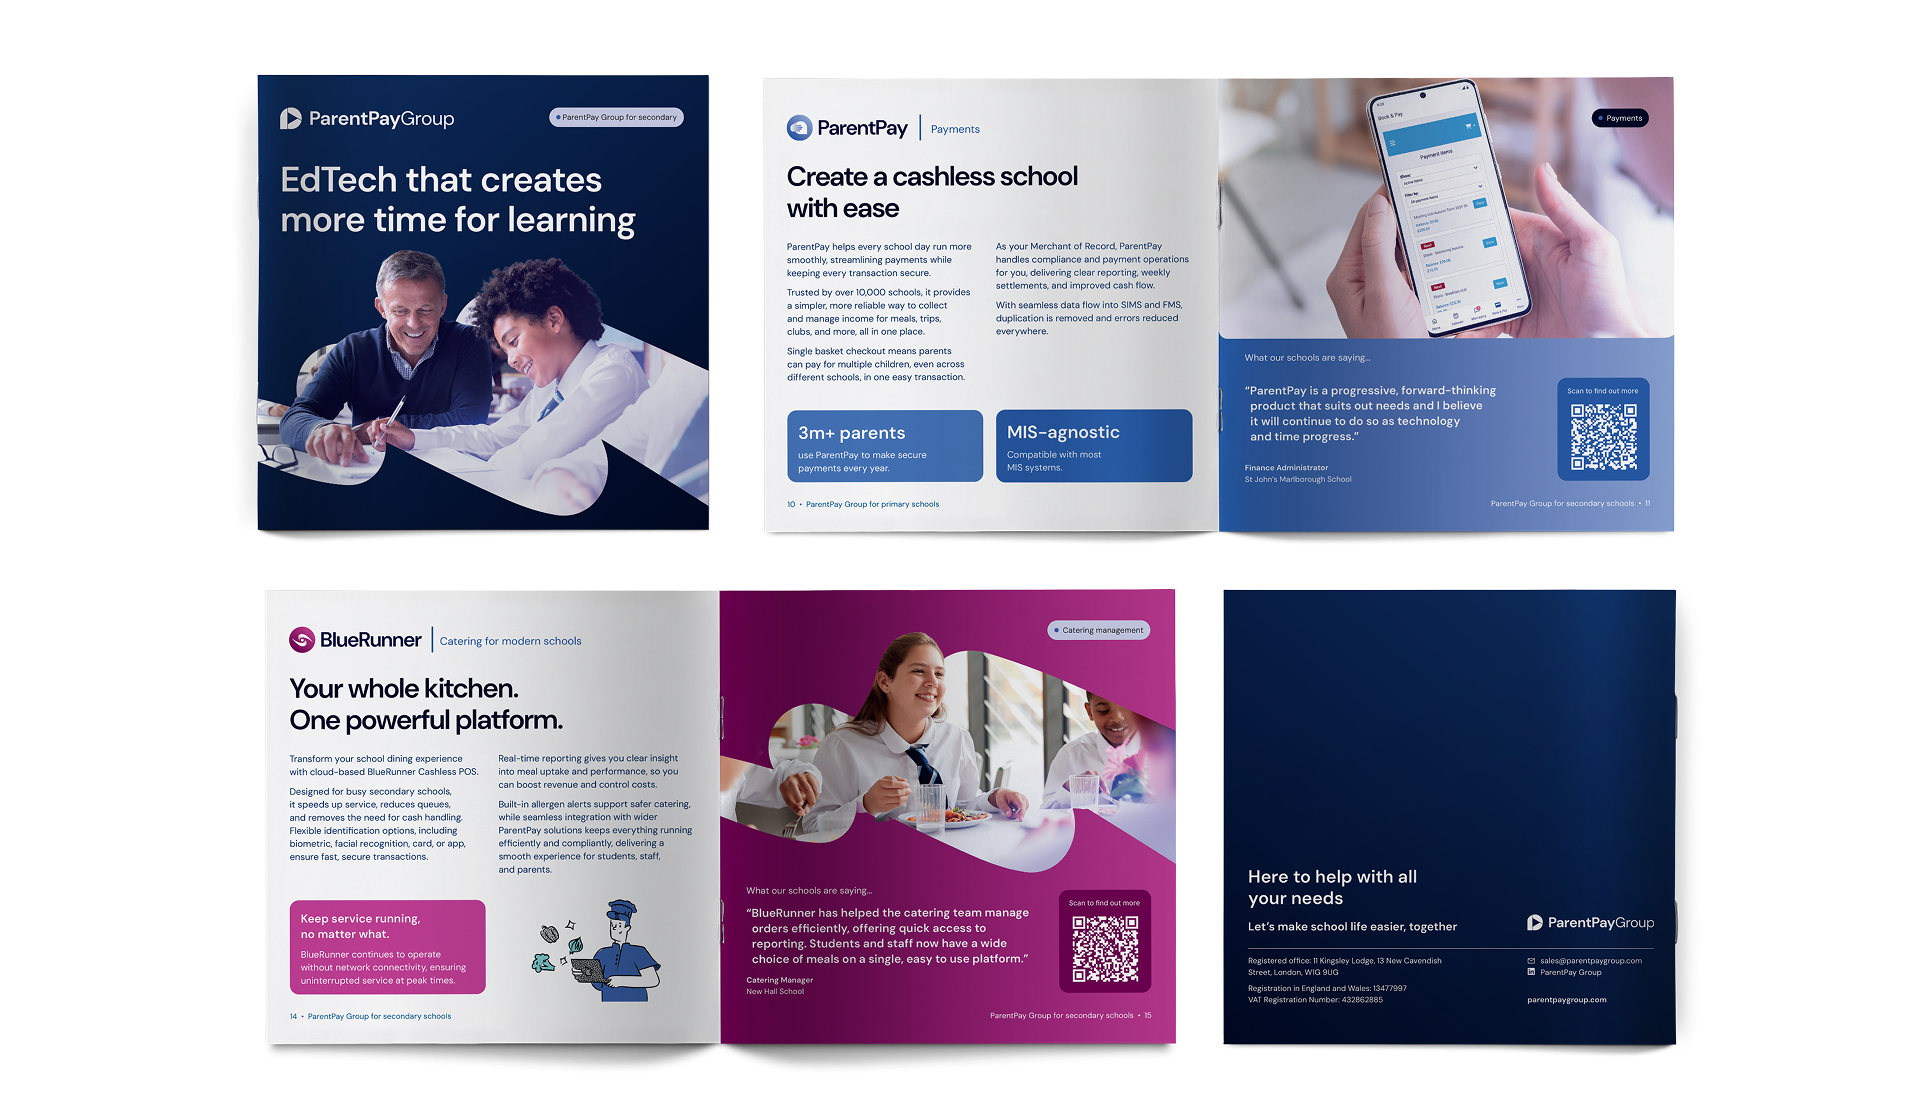 ParentPayGroup
ParentPay Group for secondary
EdTech that creates
more time for learning
ParentPay
Payments
Create a cashless school
with ease
ParentPay helps every school day run more
smoothly, streamlining payments while
keeping every transaction secure.
Trusted by over 10,000 schools, it provides
a simpler, more reliable way to collect
and manage income for meals, trips,
clubs, and more, all in one place.
Single basket checkout means parents
can pay for multiple children, even across
different schools, in one easy transaction.
As your Merchant of Record, ParentPay
handles compliance and payment operations
for you, delivering clear reporting, weekly
settlements, and improved cash flow.
With seamless data flow into SIMS and FMS,
duplication is removed and errors reduced
everywhere.
3m+ parents
use ParentPay to make secure
payments every year.
MIS-agnostic
Compatible with most
MIS systems.
10 • ParentPay Group for primary schools
Payments
Book & Pay
Payment items
Show:
Active items
Filter by:
All payment items
View
New!
View
New!
View
What our schools are saying...
“ParentPay is a progressive, forward-thinking
product that suits out needs and I believe
it will continue to do so as technology
and time progress.”
Finance Administrator
St John’s Marlborough School
Scan to find out more
ParentPay Group for secondary schools • 11
BlueRunner
Catering for modern schools
Your whole kitchen.
One powerful platform.
Transform your school dining experience
with cloud-based BlueRunner Cashless POS.
Designed for busy secondary schools,
it speeds up service, reduces queues,
and removes the need for cash handling.
Flexible identification options, including
biometric, facial recognition, card, or app,
ensure fast, secure transactions.
Real-time reporting gives you clear insight
into meal uptake and performance, so you
can boost revenue and control costs.
Built-in allergen alerts support safer catering,
while seamless integration with wider
ParentPay solutions keeps everything running
efficiently and compliantly, delivering a
smooth experience for students, staff,
and parents.
Keep service running,
no matter what.
BlueRunner continues to operate
without network connectivity, ensuring
uninterrupted service at peak times.
14 • ParentPay Group for secondary schools
Catering management
What our schools are saying...
“BlueRunner has helped the catering team manage
orders efficiently, offering quick access to
reporting. Students and staff now have a wide
choice of meals on a single, easy to use platform.”
Catering Manager
New Hall School
Scan to find out more
ParentPay Group for secondary schools • 15
Here to help with all
your needs
Let’s make school life easier, together
ParentPayGroup
Registered office: 11 Kingsley Lodge, 13 New Cavendish
Street, London, W1G 9UG
Registration in England and Wales: 13477997
VAT Registration Number: 432862885
sales@parentpaygroup.com
ParentPay Group
parentpaygroup.com